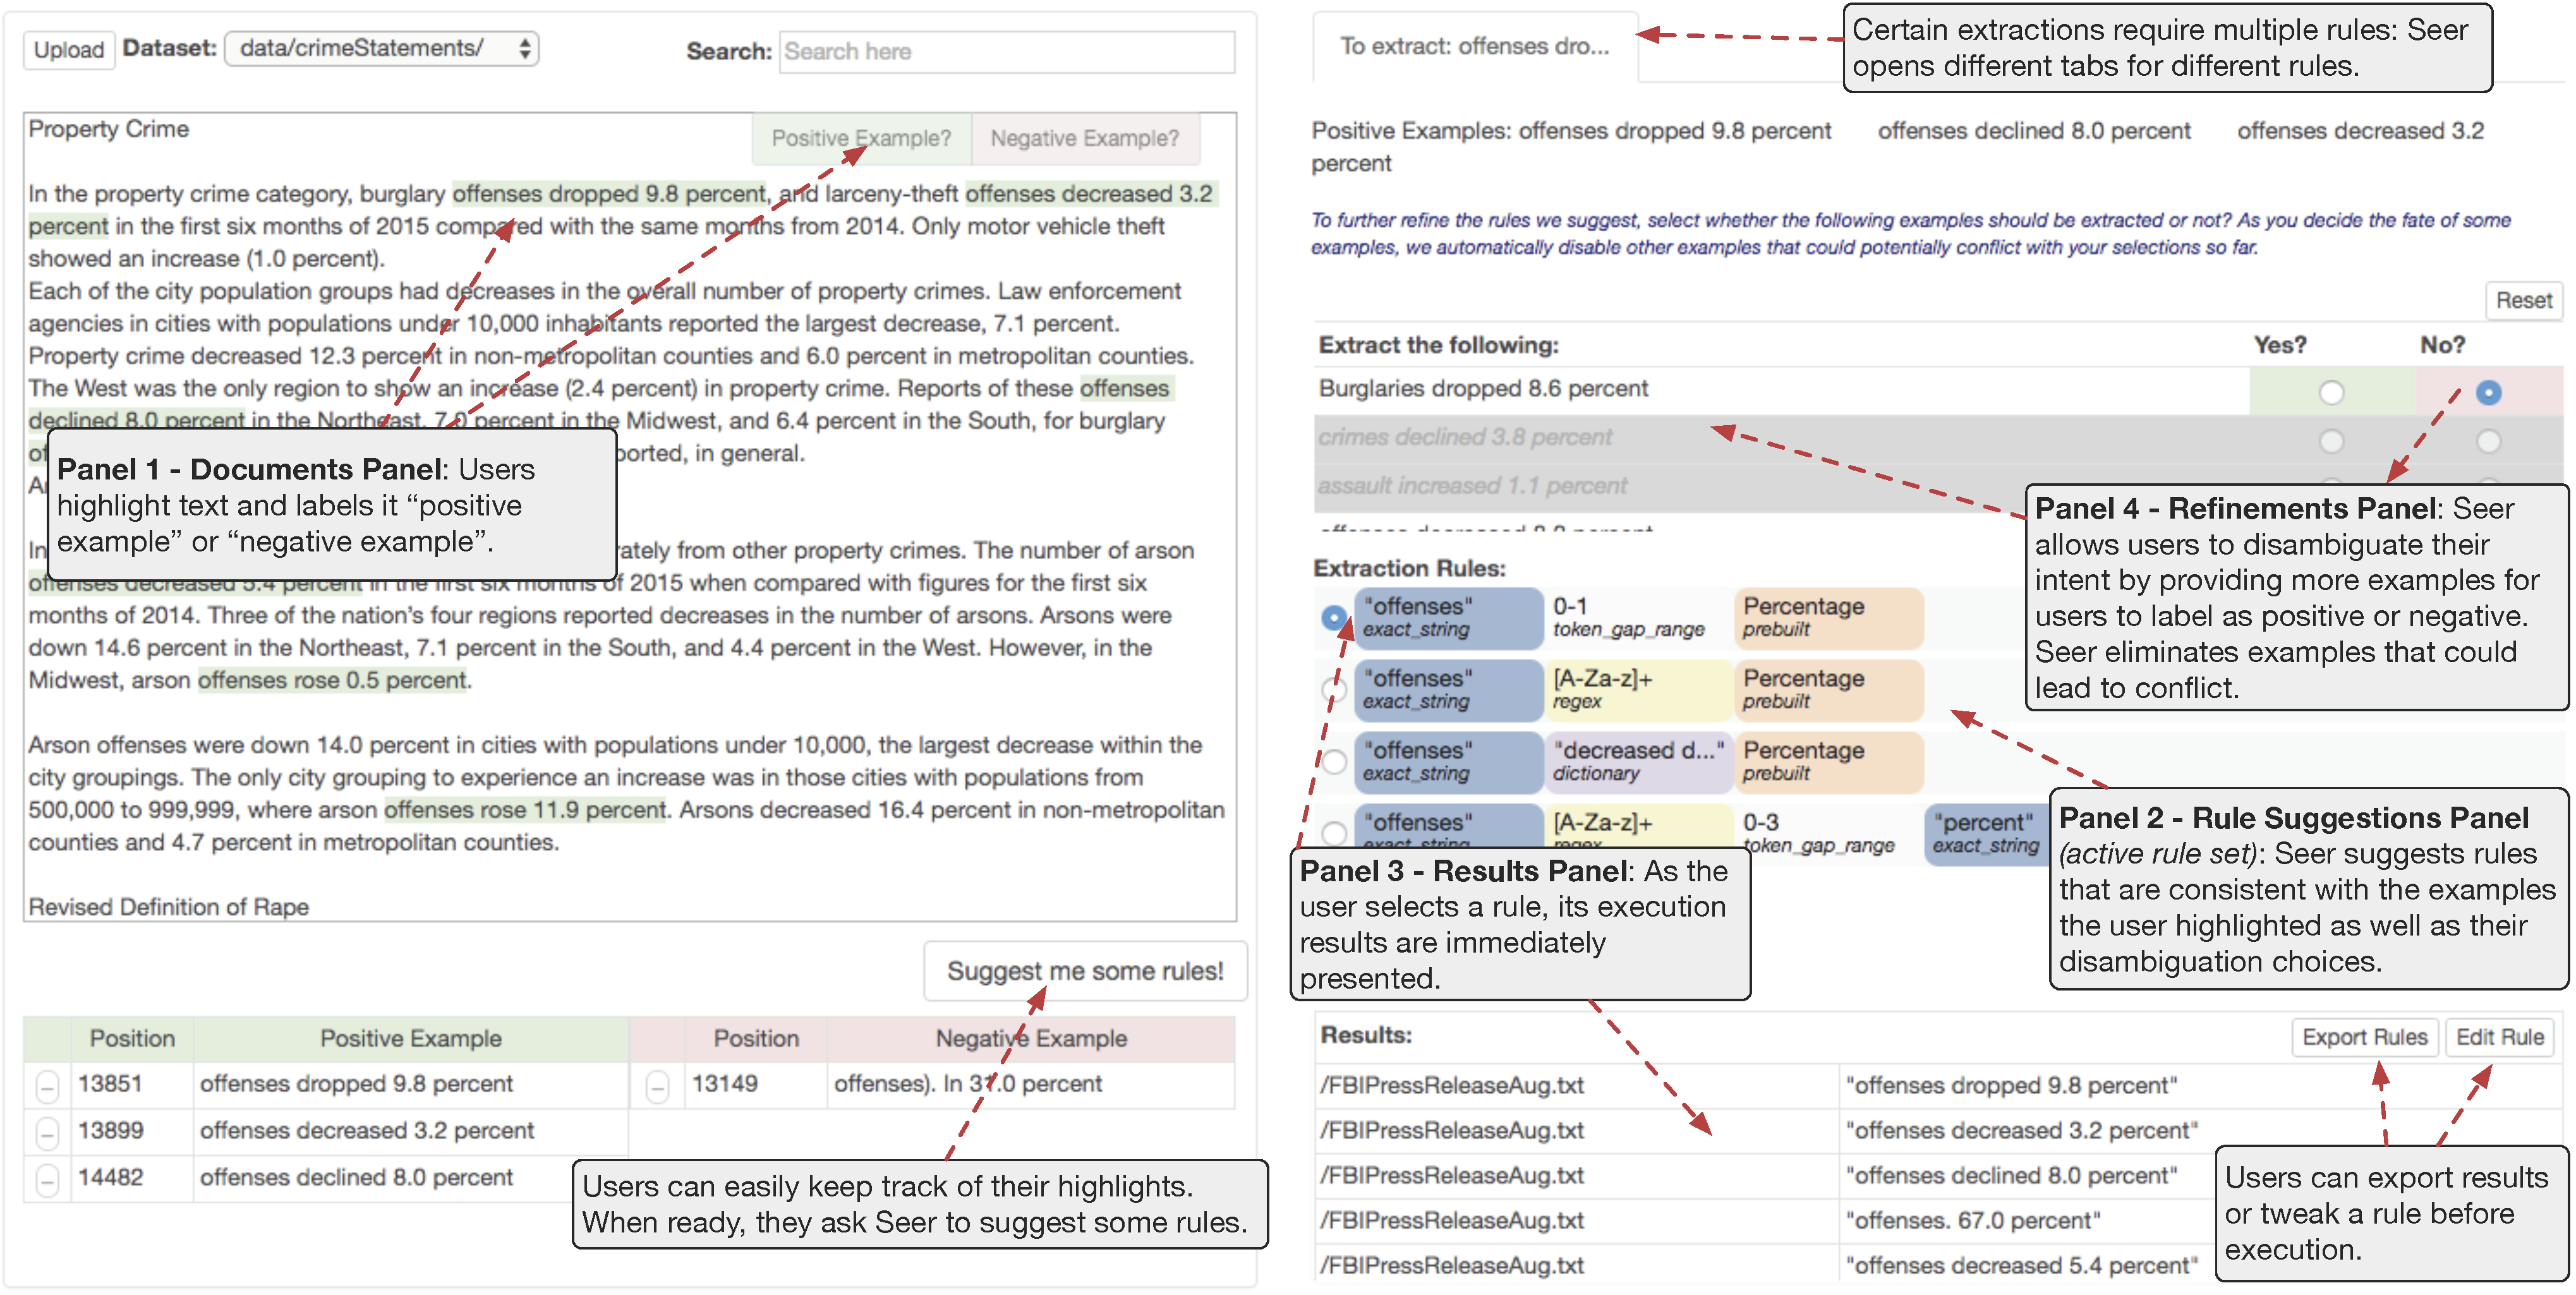 Upload Dataset: data/crimeStatements/ Search: Search here
Property Crime
Positive Example? Negative Example?
In the property crime category, burglary offenses dropped 9.8 percent, and larceny-theft offenses decreased 3.2
percent in the first six months of 2015 compared with the same months from 2014. Only motor vehicle theft
showed an increase (1.0 percent).
Each of the city population groups had decreases in the overall number of property crimes. Law enforcement
agencies in cities with populations under 10,000 inhabitants reported the largest decrease, 7.1 percent.
Property crime decreased 12.3 percent in non-metropolitan counties and 6.0 percent in metropolitan counties.
The West was the only region to show an increase (2.4 percent) in property crime. Reports of these offenses
declined 8.0 percent in the Northeast, 7.0 percent in the Midwest, and 6.4 percent in the South, for burglary
ported, in general.
Panel 1 - Documents Panel: Users
highlight text and labels it “positive
example” or “negative example”.
In
rately from other property crimes. The number of arson
offenses decreased 5.4 percent in the first six months of 2015 when compared with figures for the first six
months of 2014. Three of the nation's four regions reported decreases in the number of arsons. Arsons were
down 14.6 percent in the Northeast, 7.1 percent in the South, and 4.4 percent in the West. However, in the
Midwest, arson offenses rose 0.5 percent.
Arson offenses were down 14.0 percent in cities with populations under 10,000, the largest decrease within the
city groupings. The only city grouping to experience an increase was in those cities with populations from
500,000 to 999,999, where arson offenses rose 11.9 percent. Arsons decreased 16.4 percent in non-metropolitan
counties and 4.7 percent in metropolitan counties.
Revised Definition of Rape
Suggest me some rules!
Position Positive Example Position Negative Example
13851 offenses dropped 9.8 percent 13149 offenses). In 31.0 percent
13899 offenses decreased 3.2 percent
14482 offenses declined 8.0 percent
Users can easily keep track of their highlights.
When ready, they ask Seer to suggest some rules.
To extract: offenses dro...
Certain extractions require multiple rules: Seer
opens different tabs for different rules.
Positive Examples: offenses dropped 9.8 percent offenses declined 8.0 percent offenses decreased 3.2
percent
To further refine the rules we suggest, select whether the following examples should be extracted or not? As you decide the fate of some
examples, we automatically disable other examples that could potentially conflict with your selections so far.
Reset
Extract the following: Yes? No?
Burglaries dropped 8.6 percent
crimes declined 3.8 percent
assault increased 1.1 percent
Panel 4 - Refinements Panel: Seer
allows users to disambiguate their
intent by providing more examples for
users to label as positive or negative.
Seer eliminates examples that could
lead to conflict.
Extraction Rules:
"offenses" 0-1 Percentage
exact_string token_gap_range prebuilt
"offenses" [A-Za-z]+ Percentage
exact_string regex prebuilt
"offenses" "decreased d..." Percentage
exact_string dictionary prebuilt
"offenses" [A-Za-z]+ 0-3 "percent"
exact_string regex token_gap_range exact_string
Panel 2 - Rule Suggestions Panel
(active rule set): Seer suggests rules
that are consistent with the examples
the user highlighted as well as their
disambiguation choices.
Panel 3 - Results Panel: As the
user selects a rule, its execution
results are immediately
presented.
Results: Export Rules Edit Rule
/FBIPressReleaseAug.txt "offenses dropped 9.8 percent"
/FBIPressReleaseAug.txt "offenses decreased 3.2 percent"
/FBIPressReleaseAug.txt "offenses declined 8.0 percent"
/FBIPressReleaseAug.txt "offenses. 67.0 percent"
/FBIPressReleaseAug.txt "offenses decreased 5.4 percent"
Users can export results
or tweak a rule before
execution.